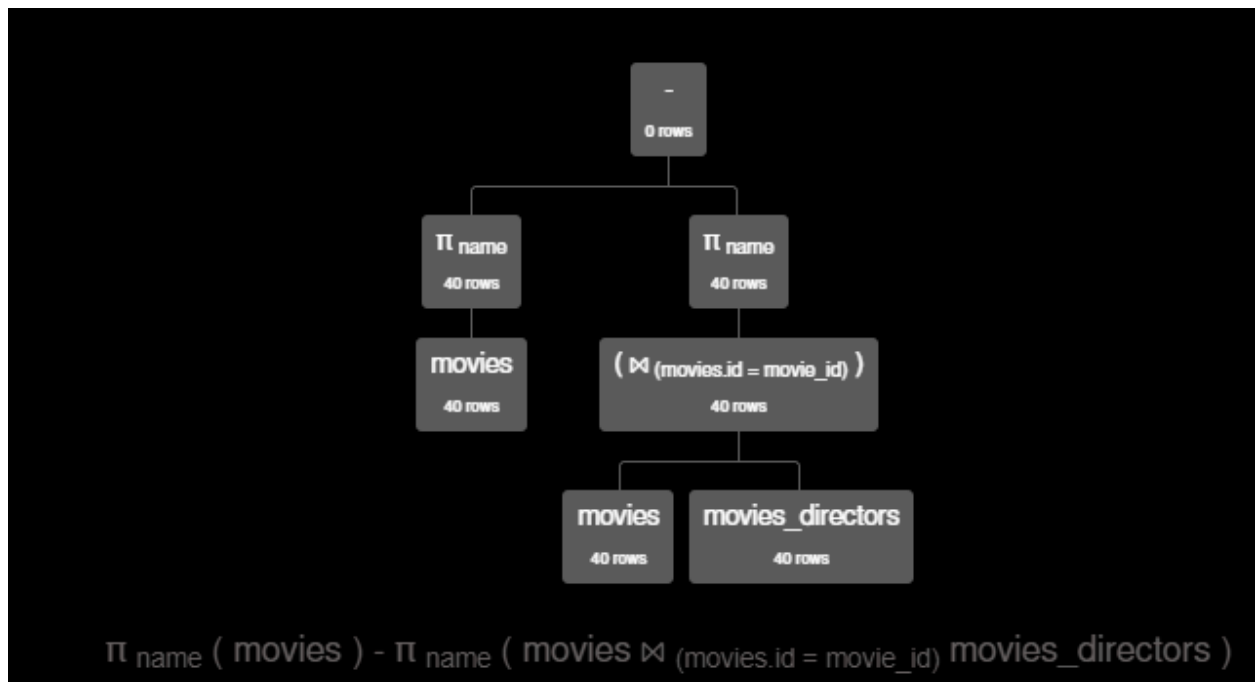 -
0 rows
π name
40 rows
π name
40 rows
movies
40 rows
( ⋈ (movies.id = movie_id) )
40 rows
movies
40 rows
movies_directors
40 rows
π name ( movies ) - π name ( movies ⋈ (movies.id = movie_id) movies_directors )